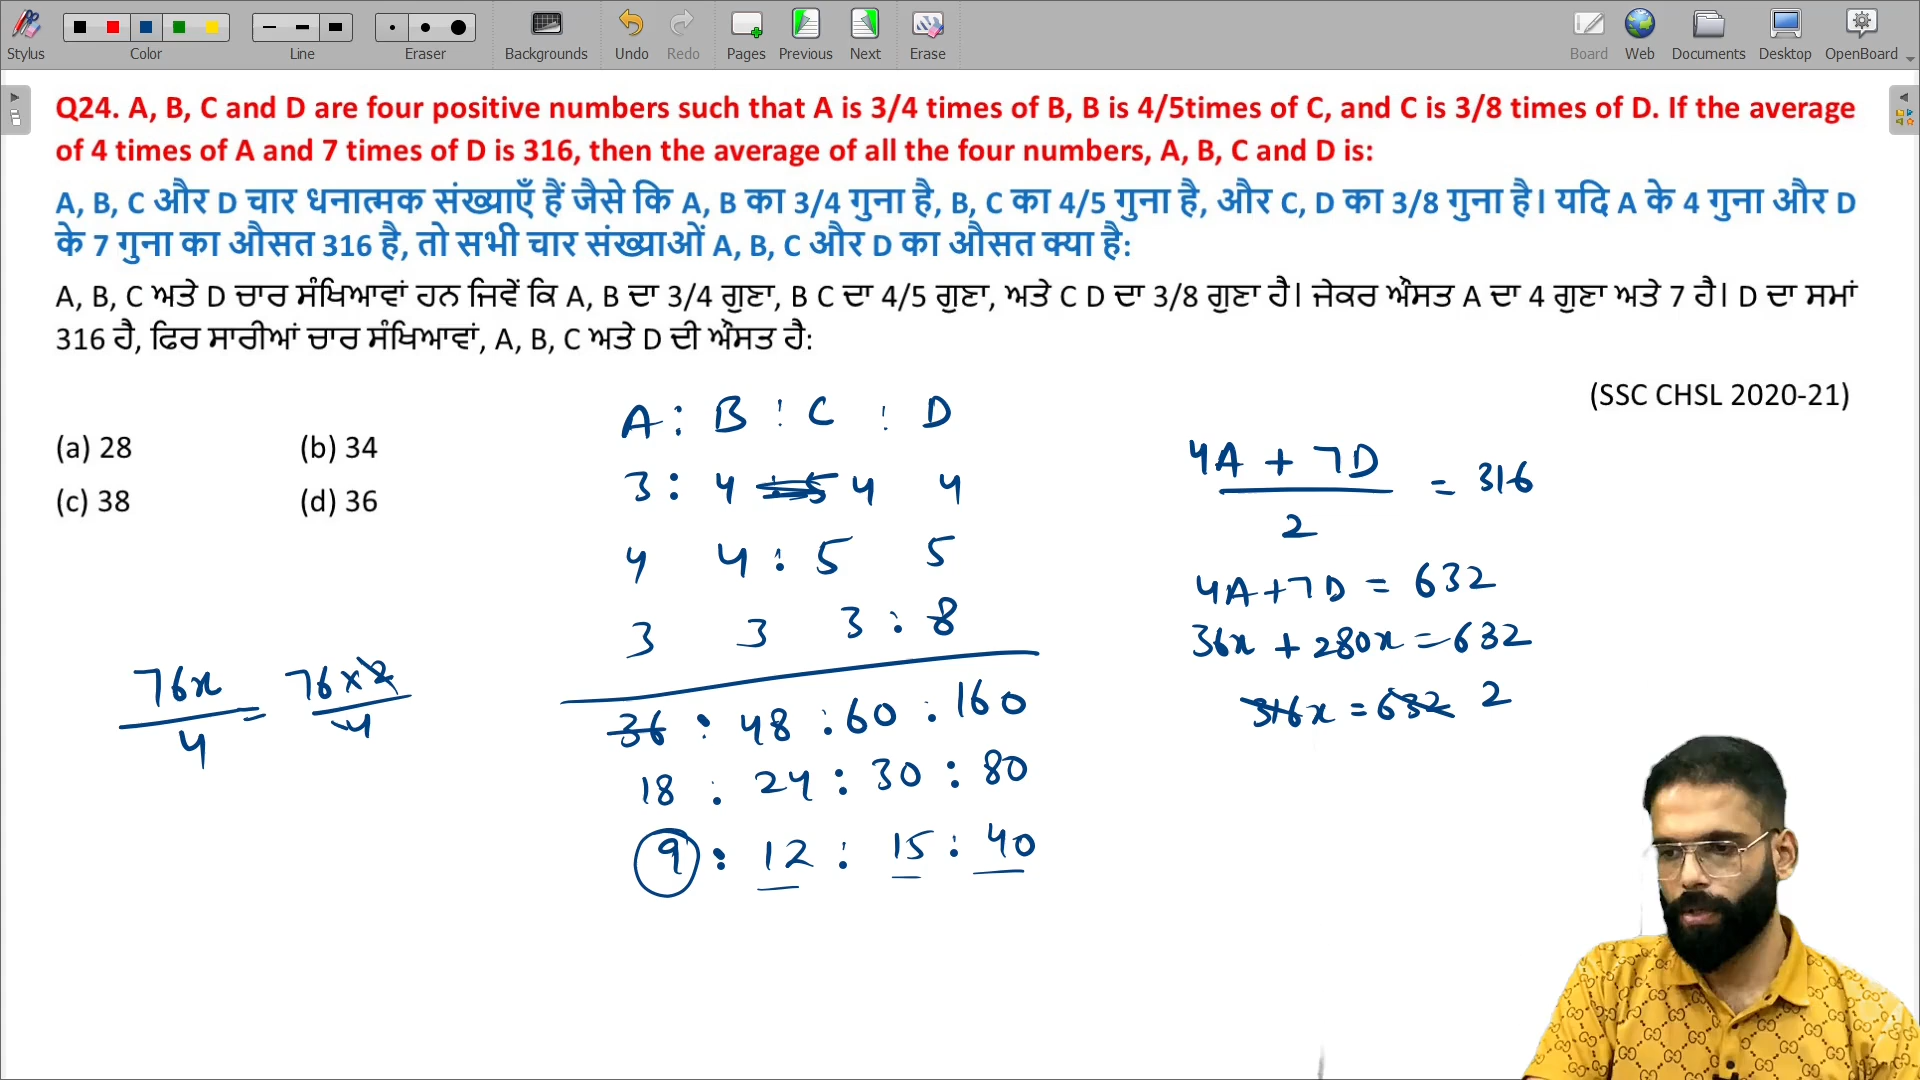 Stylus Color Line Eraser Backgrounds Undo Redo Pages Previous Next Erase Board Web Documents Desktop OpenBoard
Q24. A, B, C and D are four positive numbers such that A is 3/4 times of B, B is 4/5times of C, and C is 3/8 times of D. If the average
of 4 times of A and 7 times of D is 316, then the average of all the four numbers, A, B, C and D is:
A, B, C और D चार धनात्मक संख्याएँ हैं जैसे कि A, B का 3/4 गुना है, B, C का 4/5 गुना है, और C, D का 3/8 गुना है। यदि A के 4 गुना और D
के 7 गुना का औसत 316 है, तो सभी चार संख्याओं A, B, C और D का औसत क्या है:
A, B, C ਅਤੇ D ਚਾਰ ਸੰਖਿਆਵਾਂ ਹਨ ਜਿਵੇਂ ਕਿ A, B ਦਾ 3/4 ਗੁਣਾ, B C ਦਾ 4/5 ਗੁਣਾ, ਅਤੇ C D ਦਾ 3/8 ਗੁਣਾ ਹੈ। ਜੇਕਰ ਔਸਤ A ਦਾ 4 ਗੁਣਾ ਅਤੇ 7 ਹੈ। D ਦਾ ਸਮਾਂ
316 ਹੈ, ਫਿਰ ਸਾਰੀਆਂ ਚਾਰ ਸੰਖਿਆਵਾਂ, A, B, C ਅਤੇ D ਦੀ ਔਸਤ ਹੈ:
(SSC CHSL 2020-21)
(a) 28 (b) 34
(c) 38 (d) 36
A : B : C : D
3 : 4 4 4
4 4 : 5 5
3 3 3 : 8
36 : 48 : 60 : 160
18 : 24 : 30 : 80
9 : 12 : 15 : 40
4A + 7D
= 316
2
4A + 7D = 632
36x + 280x = 632
316x = 632 2
76x = 76 × 2
4 4